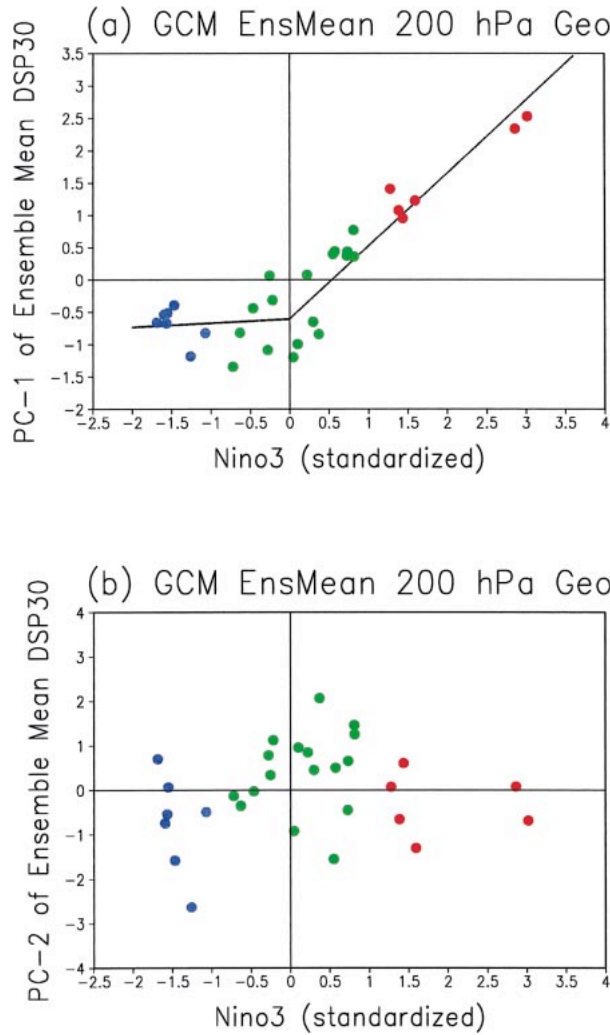 (a) GCM EnsMean 200 hPa Geo
PC-1 of Ensemble Mean DSP30
3.5
3
2.5
2
1.5
1
0.5
0
-0.5
-1
-1.5
-2
-2.5 -2 -1.5 -1 -0.5 0 0.5 1 1.5 2 2.5 3 3.5 4
Nino3 (standardized)
(b) GCM EnsMean 200 hPa Geo
PC-2 of Ensemble Mean DSP30
4
3
2
1
0
-1
-2
-3
-4
-2.5 -2 -1.5 -1 -0.5 0 0.5 1 1.5 2 2.5 3 3.5 4
Nino3 (standardized)